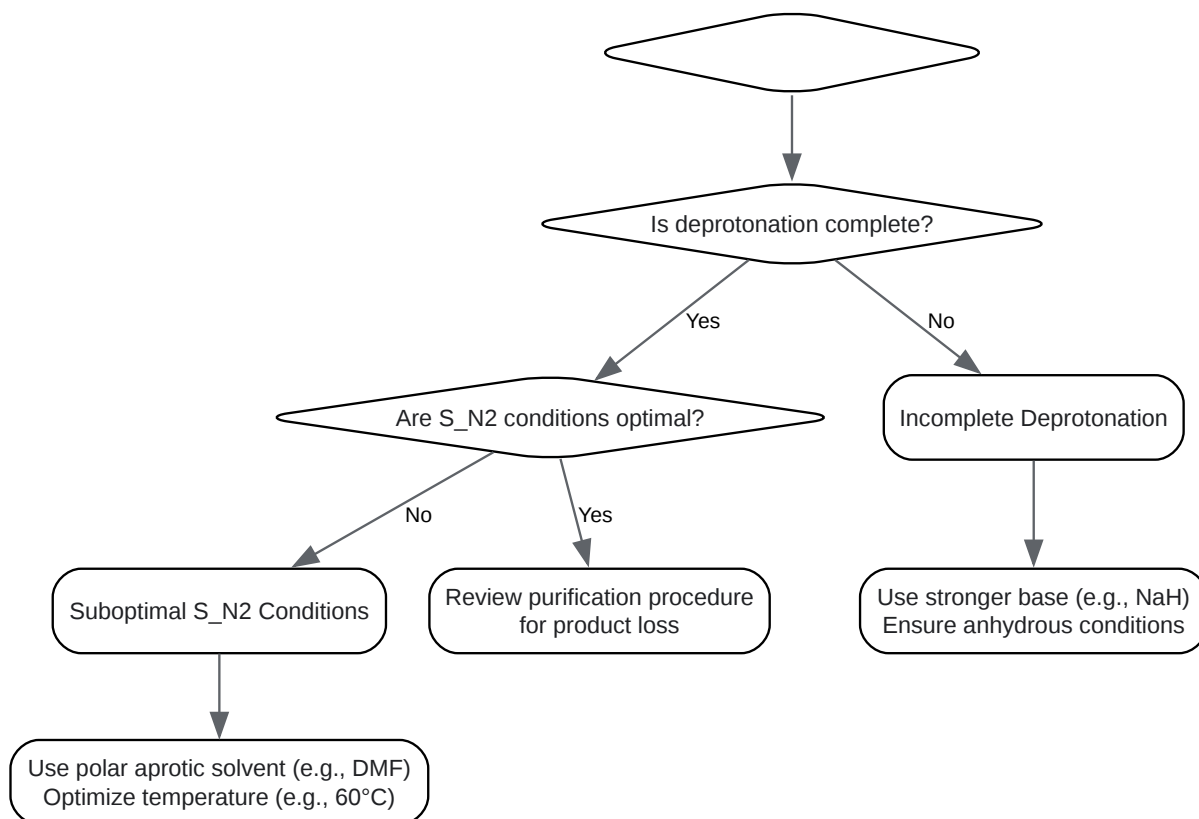 Is deprotonation complete?
Yes
No
Are S_N2 conditions optimal?
Incomplete Deprotonation
No
Yes
Suboptimal S_N2 Conditions
Review purification procedure
for product loss
Use stronger base (e.g., NaH)
Ensure anhydrous conditions
Use polar aprotic solvent (e.g., DMF)
Optimize temperature (e.g., 60°C)